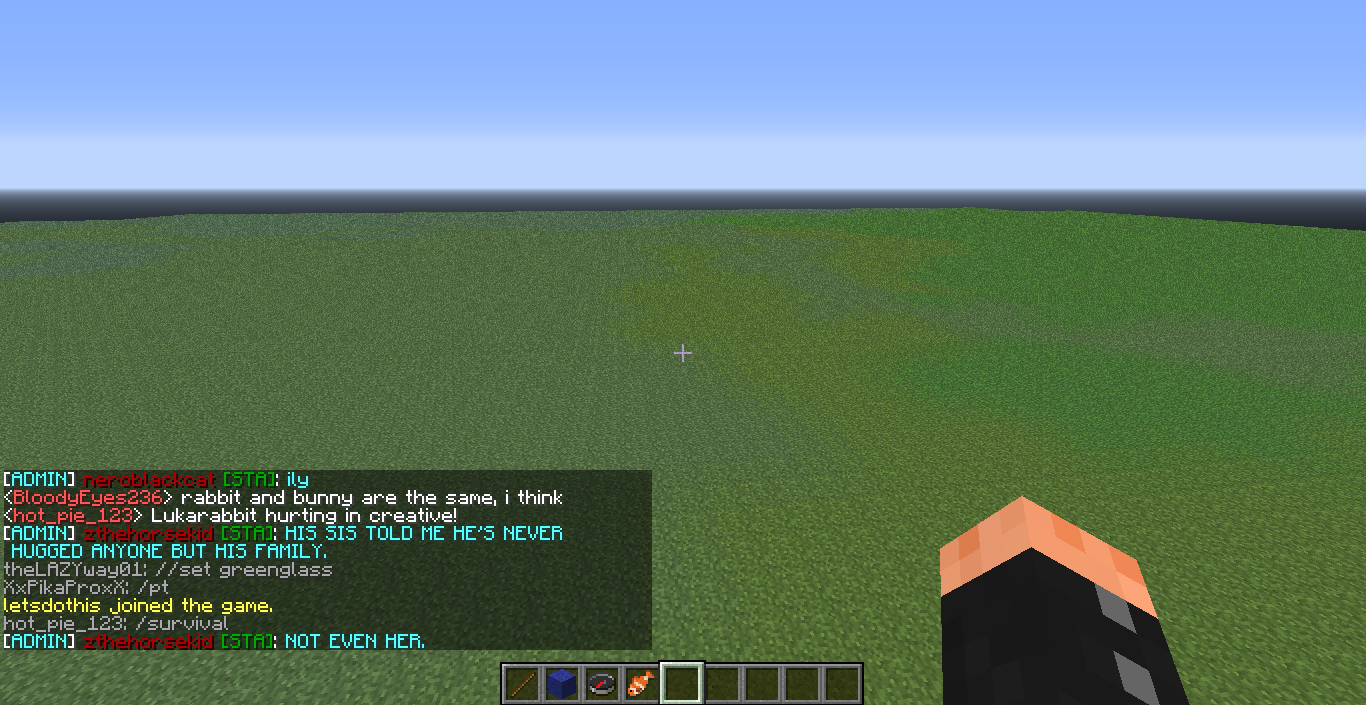 [ADMIN] neroblackcat [STA]: ily
<BloodyEyes236> rabbit and bunny are the same, i think
<hot_pie_123> Lukarabbit hurting in creative!
[ADMIN] zthehorsekid [STA]: HIS SIS TOLD ME HE'S NEVER
HUGGED ANYONE BUT HIS FAMILY.
theLAZYway01: //set greenglass
XxPikaProxX: /pt
letsdothis joined the game.
hot_pie_123: /survival
[ADMIN] zthehorsekid [STA]: NOT EVEN HER.